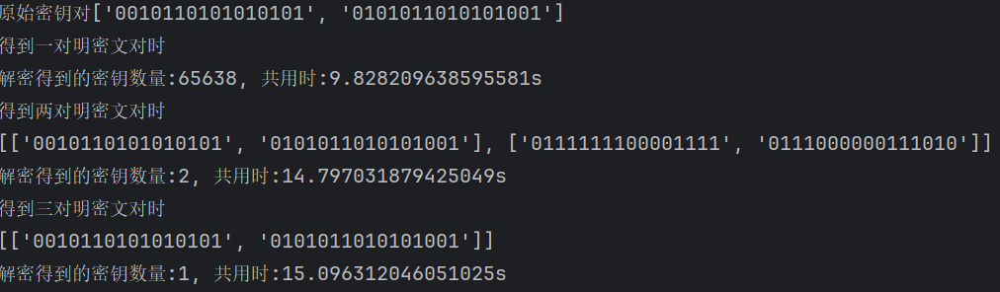 原始密钥对['0010110101010101', '0101011010101001']
得到一对明密文对时
解密得到的密钥数量:65638, 共用时:9.828209638595581s
得到两对明密文对时
[['0010110101010101', '0101011010101001'], ['0111111100001111', '0111000000111010']]
解密得到的密钥数量:2, 共用时:14.797031879425049s
得到三对明密文对时
[['0010110101010101', '0101011010101001']]
解密得到的密钥数量:1, 共用时:15.096312046051025s